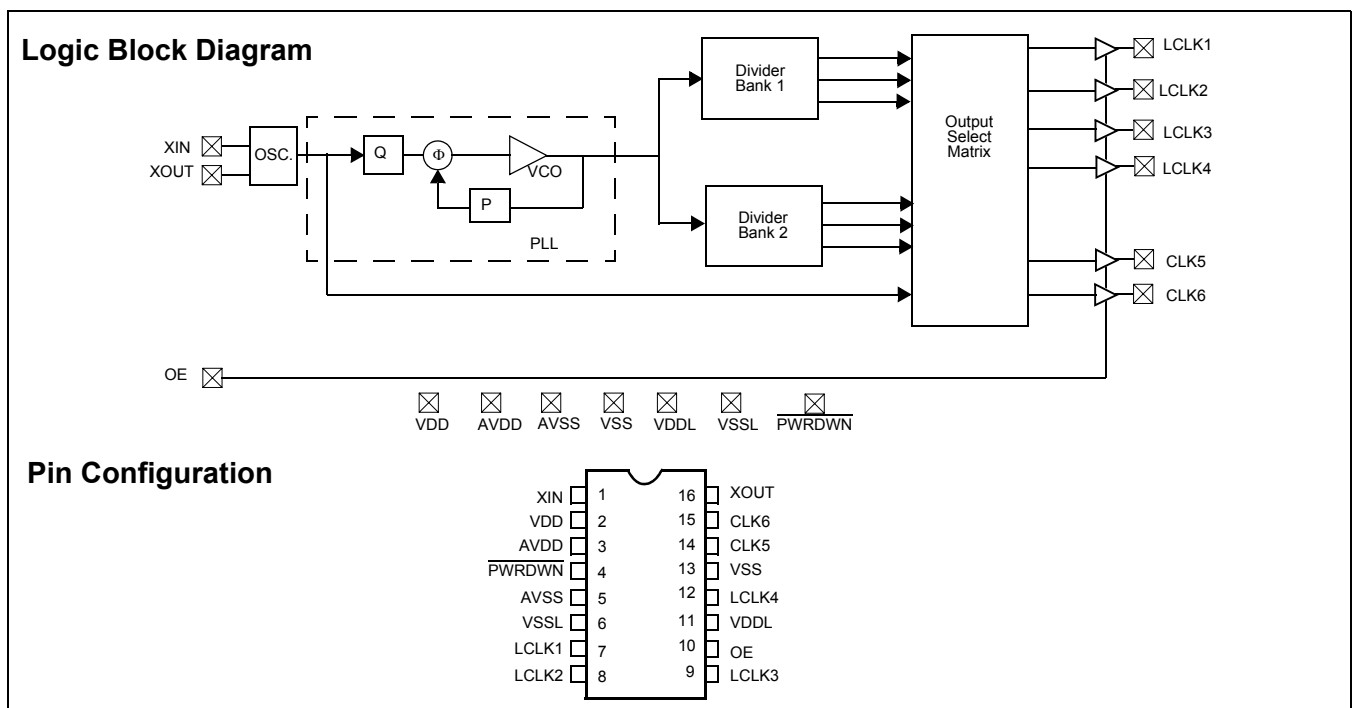 Logic Block Diagram
XIN
XOUT
OSC.
Q
Φ
VCO
P
PLL
Divider
Bank 1
Divider
Bank 2
Output
Select
Matrix
LCLK1
LCLK2
LCLK3
LCLK4
CLK5
CLK6
OE
VDD AVDD AVSS VSS VDDL VSSL PWRDWN
Pin Configuration
XIN 1 16 XOUT
VDD 2 15 CLK6
AVDD 3 14 CLK5
PWRDWN 4 13 VSS
AVSS 5 12 LCLK4
VSSL 6 11 VDDL
LCLK1 7 10 OE
LCLK2 8 9 LCLK3